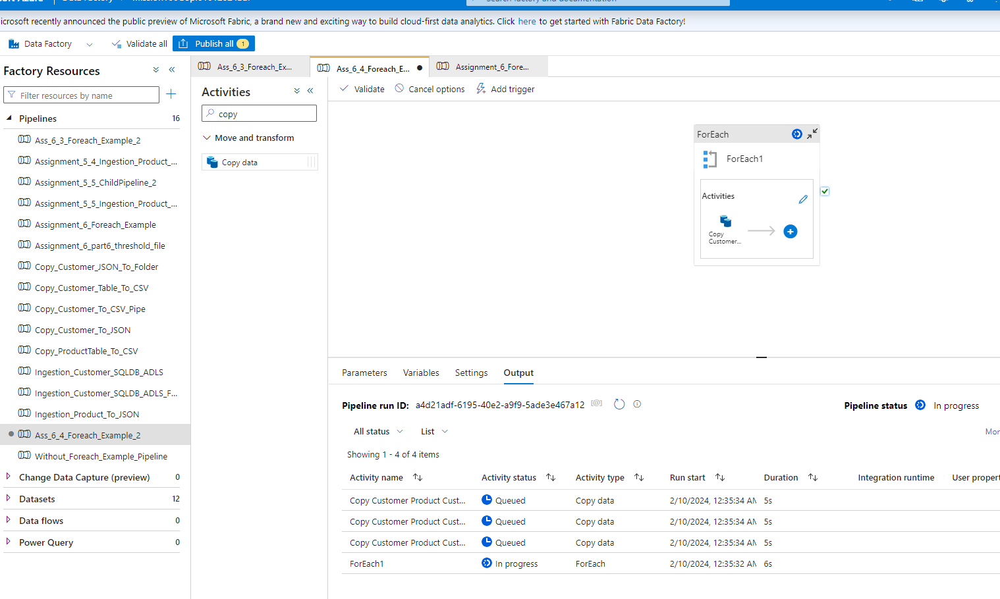 icrosoft recently announced the public preview of Microsoft Fabric, a brand new and exciting way to build cloud-first data analytics. Click here to get started with Fabric Data Factory!
Data Factory
Validate all
Publish all 1
Factory Resources
Filter resources by name
Pipelines 16
Ass_6_3_Foreach_Example_2
Assignment_5_4_Ingestion_Product_...
Assignment_5_5_ChildPipeline_2
Assignment_5_5_Ingestion_Product_...
Assignment_6_Foreach_Example
Assignment_6_part6_threshold_file
Copy_Customer_JSON_To_Folder
Copy_Customer_Table_To_CSV
Copy_Customer_To_CSV_Pipe
Copy_Customer_To_JSON
Copy_ProductTable_To_CSV
Ingestion_Customer_SQLDB_ADLS
Ingestion_Customer_SQLDB_ADLS_F...
Ingestion_Product_To_JSON
Ass_6_4_Foreach_Example_2
Without_Foreach_Example_Pipeline
Change Data Capture (preview) 0
Datasets 12
Data flows 0
Power Query 0
Ass_6_3_Foreach_Ex...
Ass_6_4_Foreach_E...
Assignment_6_Fore...
Activities
copy
Move and transform
Copy data
Validate
Cancel options
Add trigger
ForEach
ForEach1
Activities
Copy
Customer...
Parameters Variables Settings Output
Pipeline run ID: a4d21adf-6195-40e2-a9f9-5ade3e467a12
Pipeline status In progress
All status List
Mor
Showing 1 - 4 of 4 items
Activity name Activity status Activity type Run start Duration Integration runtime User propert
Copy Customer Product Cust... Queued Copy data 2/10/2024, 12:35:34 AM 5s
Copy Customer Product Cust... Queued Copy data 2/10/2024, 12:35:34 AM 5s
Copy Customer Product Cust... Queued Copy data 2/10/2024, 12:35:34 AM 5s
ForEach1 In progress ForEach 2/10/2024, 12:35:32 AM 6s